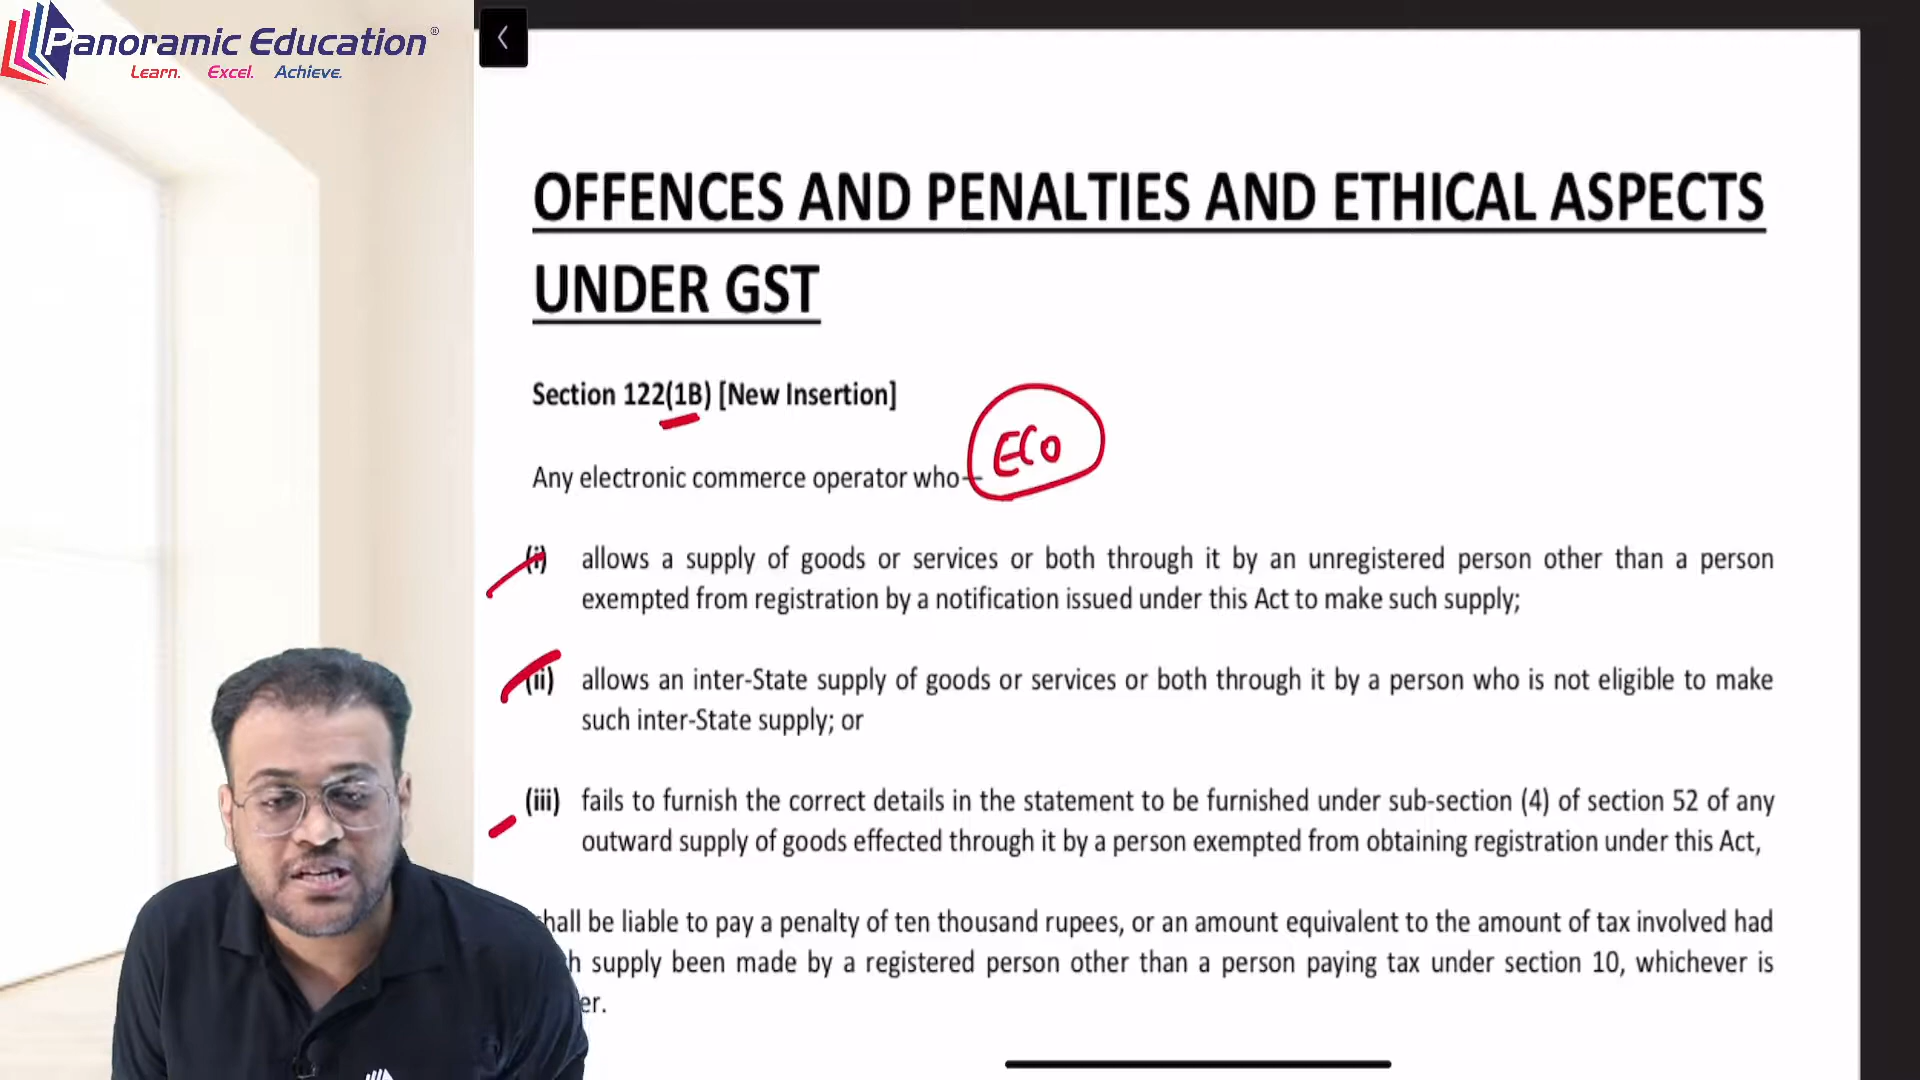 Panoramic Education®
Learn. Excel. Achieve.
OFFENCES AND PENALTIES AND ETHICAL ASPECTS
UNDER GST
Section 122(1B) [New Insertion]
ECO
Any electronic commerce operator who—
(i) allows a supply of goods or services or both through it by an unregistered person other than a person
exempted from registration by a notification issued under this Act to make such supply;
(ii) allows an inter-State supply of goods or services or both through it by a person who is not eligible to make
such inter-State supply; or
(iii) fails to furnish the correct details in the statement to be furnished under sub-section (4) of section 52 of any
outward supply of goods effected through it by a person exempted from obtaining registration under this Act,
hall be liable to pay a penalty of ten thousand rupees, or an amount equivalent to the amount of tax involved had
h supply been made by a registered person other than a person paying tax under section 10, whichever is
er.